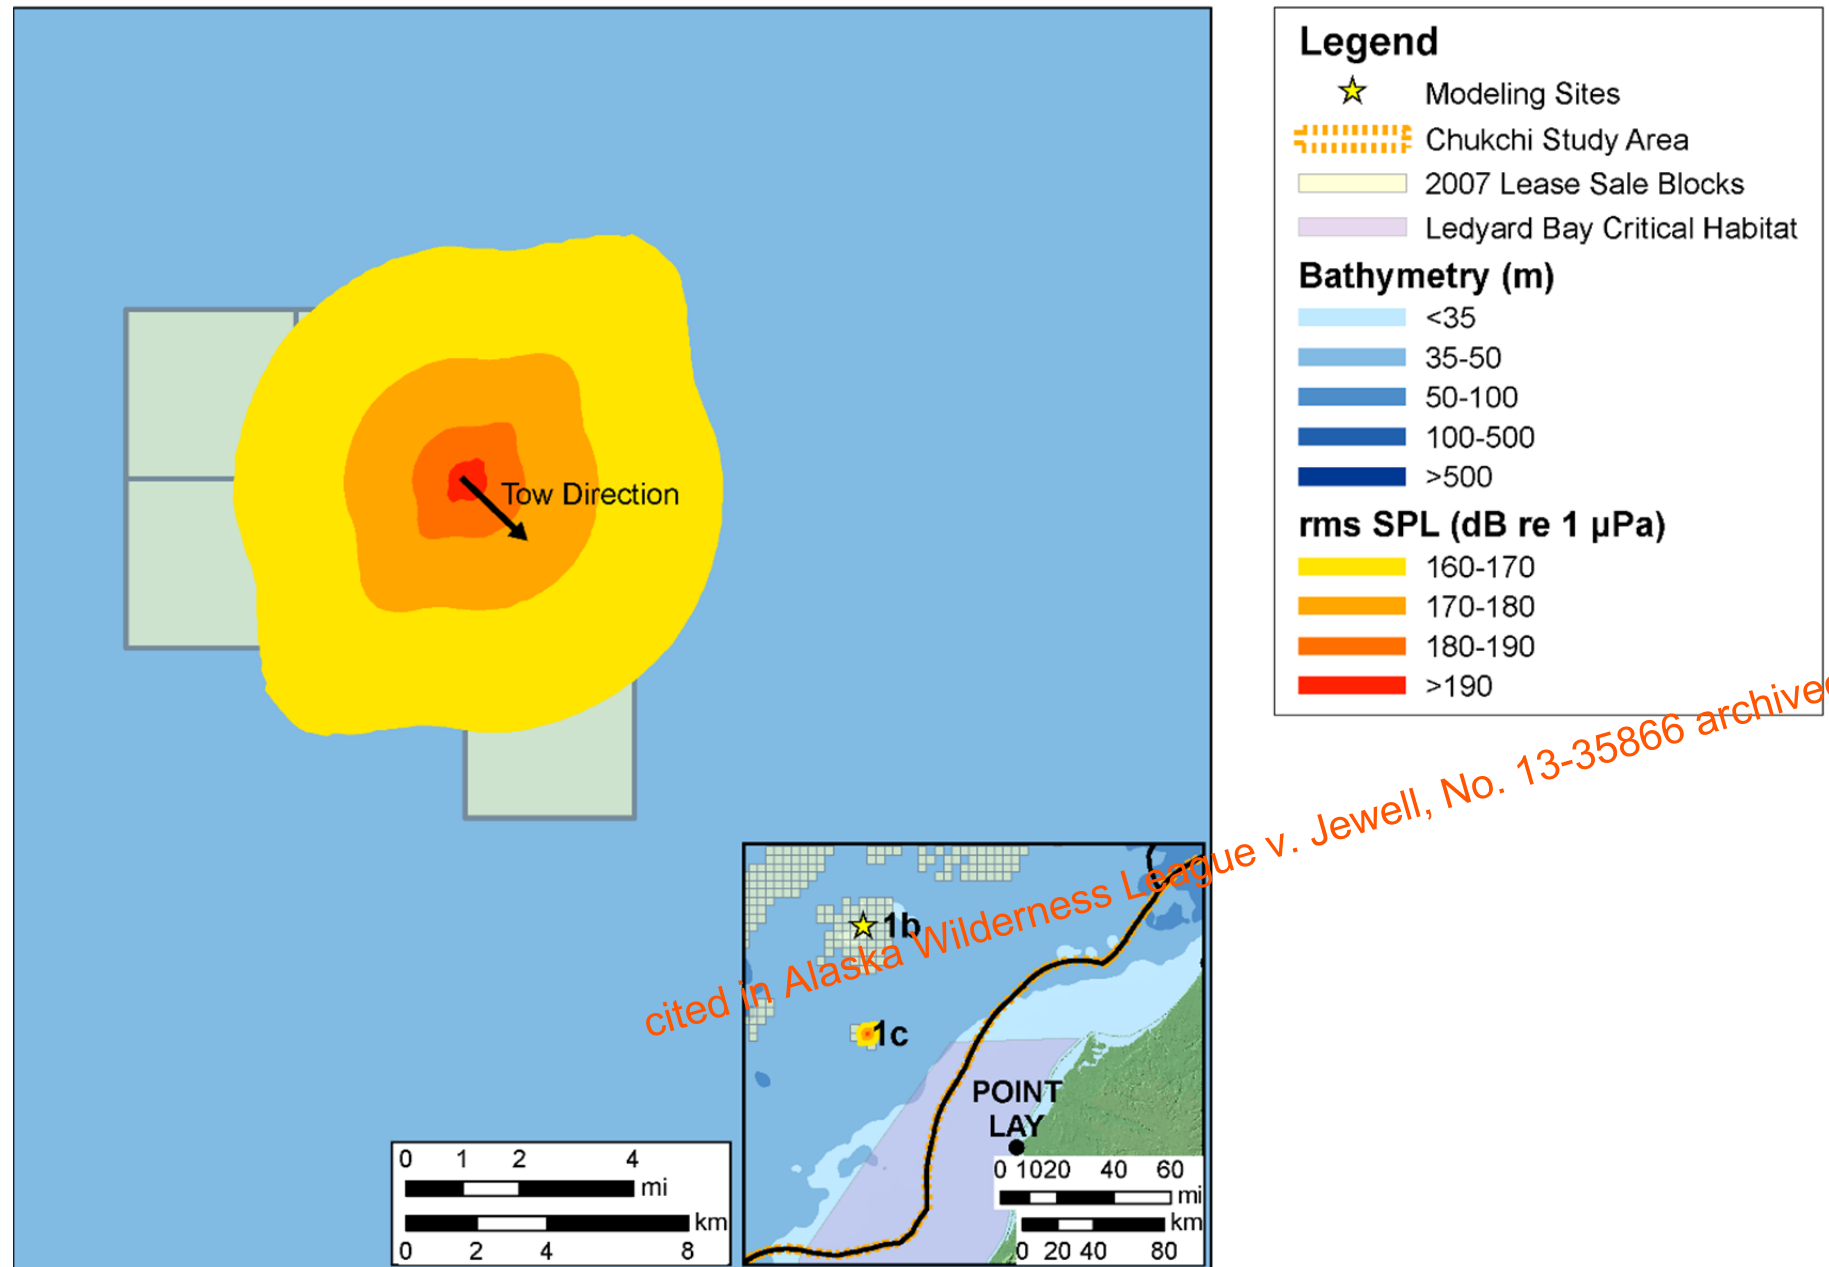 Tow Direction
0 1 2 4
mi
km
0 2 4 8
1b
1c
POINT
LAY
0 10 20 40 60
mi
km
0 20 40 80
Legend
Modeling Sites
Chukchi Study Area
2007 Lease Sale Blocks
Ledyard Bay Critical Habitat
Bathymetry (m)
<35
35-50
50-100
100-500
>500
rms SPL (dB re 1 µPa)
160-170
170-180
180-190
>190
cited in Alaska Wilderness League v. Jewell, No. 13-35866 archived